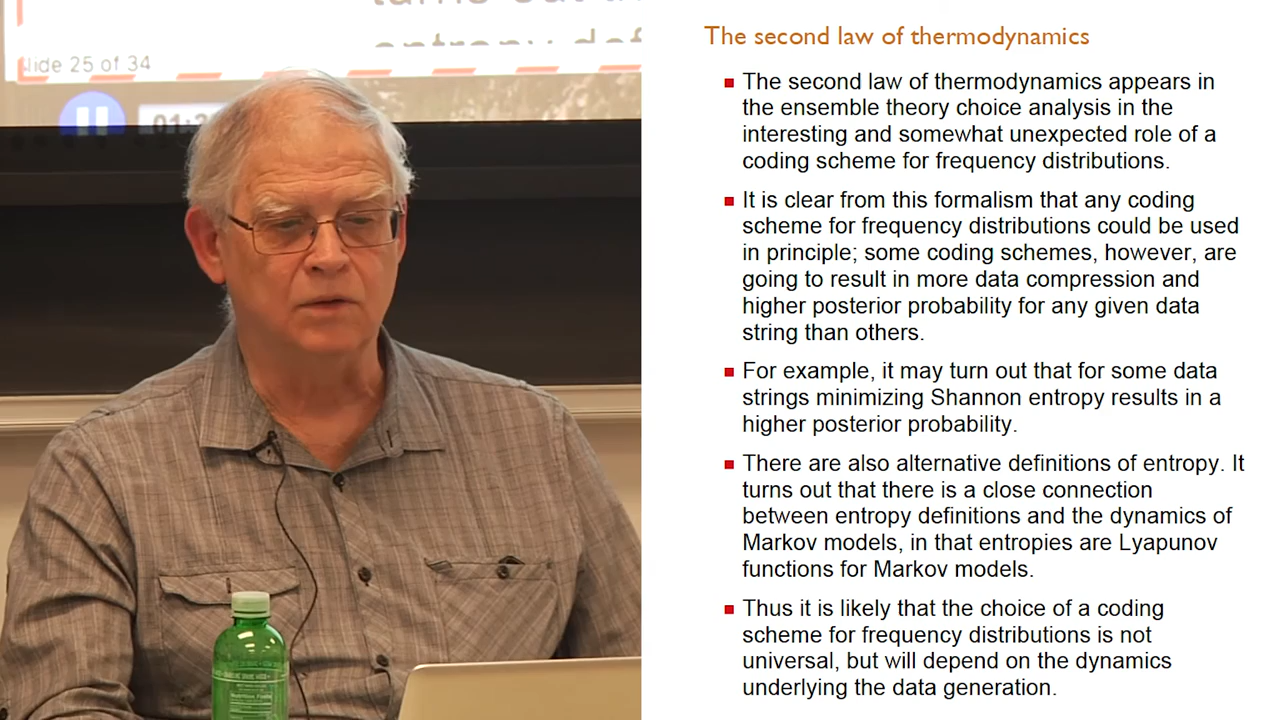 lide 25 of 34
The second law of thermodynamics
The second law of thermodynamics appears in
the ensemble theory choice analysis in the
interesting and somewhat unexpected role of a
coding scheme for frequency distributions.
It is clear from this formalism that any coding
scheme for frequency distributions could be used
in principle; some coding schemes, however, are
going to result in more data compression and
higher posterior probability for any given data
string than others.
For example, it may turn out that for some data
strings minimizing Shannon entropy results in a
higher posterior probability.
There are also alternative definitions of entropy. It
turns out that there is a close connection
between entropy definitions and the dynamics of
Markov models, in that entropies are Lyapunov
functions for Markov models.
Thus it is likely that the choice of a coding
scheme for frequency distributions is not
universal, but will depend on the dynamics
underlying the data generation.